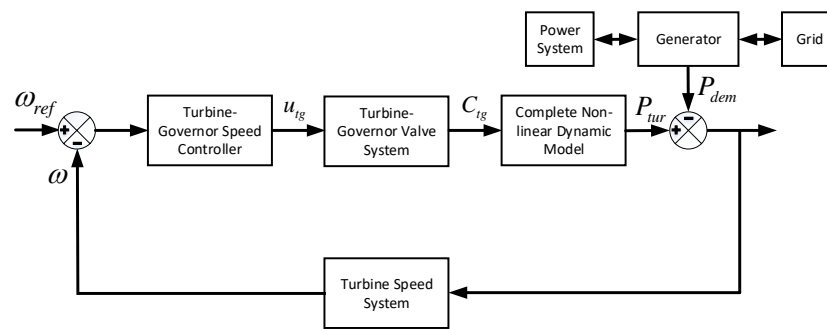 Power
System
Generator
Grid
ω_ref
Turbine-
Governor Speed
Controller
u_tg
Turbine-
Governor Valve
System
C_tg
Complete Non-
linear Dynamic
Model
P_tur
P_dem
+
-
+
-
ω
Turbine Speed
System